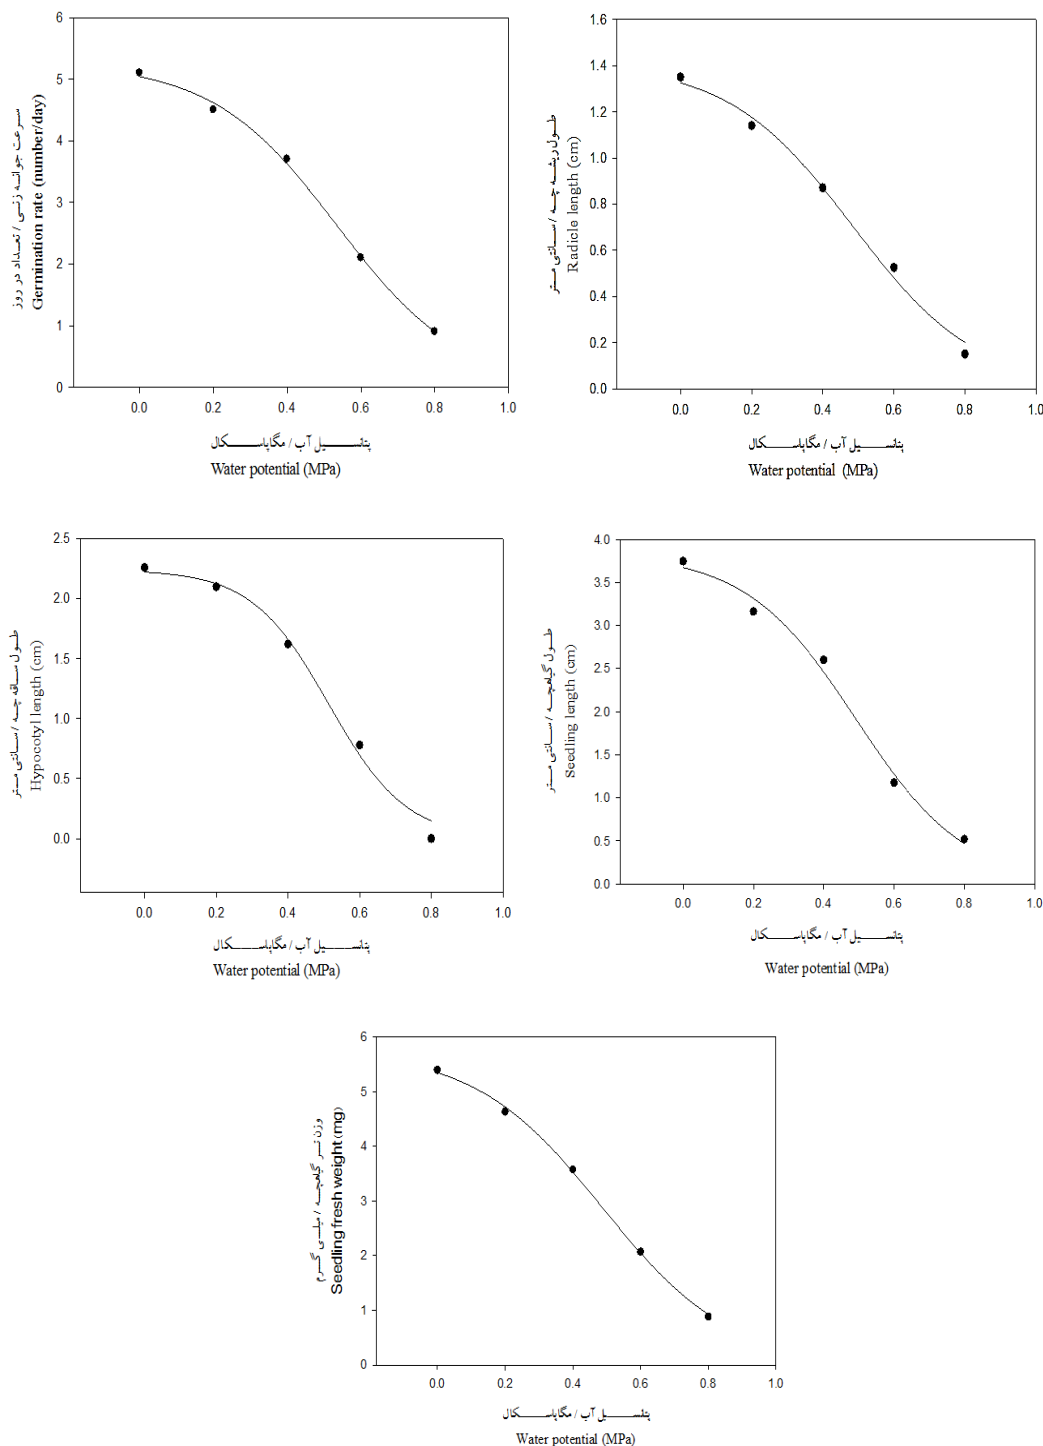 سرعت جوانه زنی / تعداد در روز
Germination rate (number/day)
6
5
4
3
2
1
0
0.0 0.2 0.4 0.6 0.8 1.0
پتانسیل آب / مگاپاسکال
Water potential (MPa)
طول ریشه چه / سانتی متر
Radicle length (cm)
1.6
1.4
1.2
1.0
0.8
0.6
0.4
0.2
0.0
0.0 0.2 0.4 0.6 0.8 1.0
پتانسیل آب / مگاپاسکال
Water potential (MPa)
طول ساقه چه / سانتی متر
Hypocotyl length (cm)
2.5
2.0
1.5
1.0
0.5
0.0
0.0 0.2 0.4 0.6 0.8 1.0
پتانسیل آب / مگاپاسکال
Water potential (MPa)
طول گیاهچه / سانتی متر
Seedling length (cm)
4.0
3.5
3.0
2.5
2.0
1.5
1.0
0.5
0.0
0.0 0.2 0.4 0.6 0.8 1.0
پتانسیل آب / مگاپاسکال
Water potential (MPa)
وزن تر گیاهچه / میلی گرم
Seedling fresh weight (mg)
6
5
4
3
2
1
0
0.0 0.2 0.4 0.6 0.8 1.0
پتانسیل آب / مگاپاسکال
Water potential (MPa)